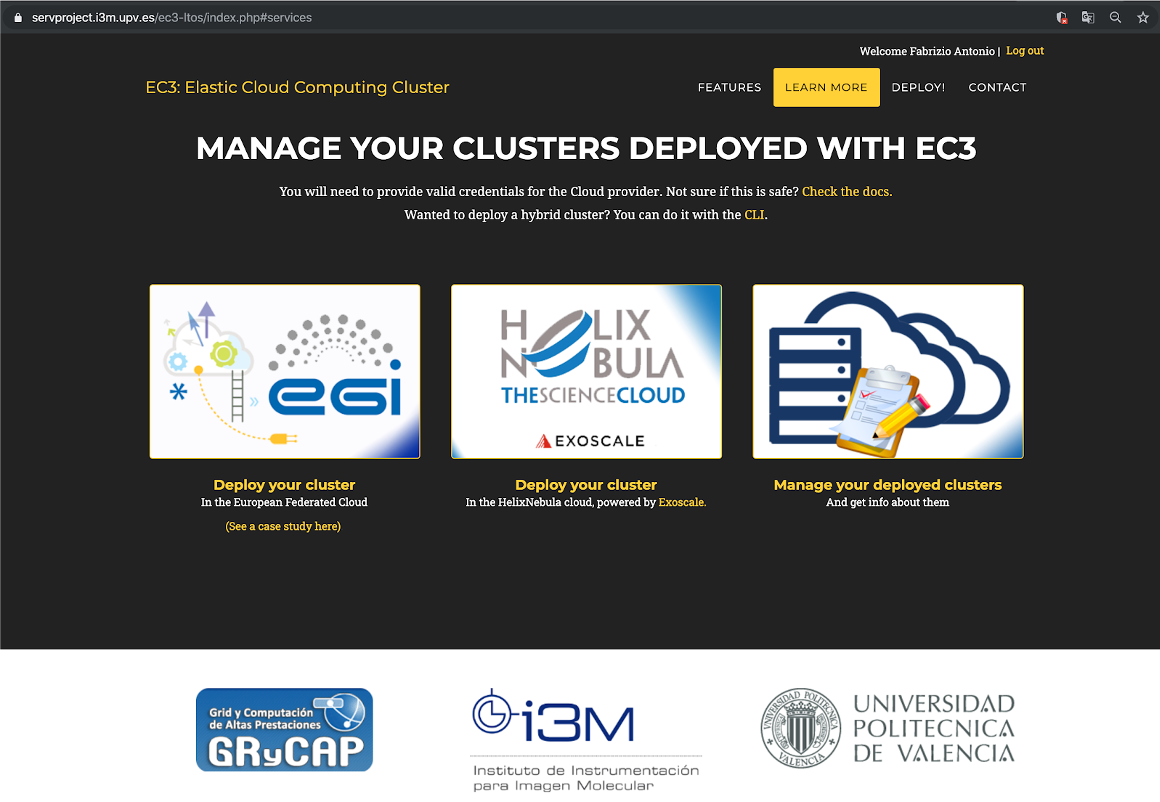 servproject.i3m.upv.es/ec3-ltos/index.php#services
Welcome Fabrizio Antonio | Log out
EC3: Elastic Cloud Computing Cluster
FEATURES LEARN MORE DEPLOY! CONTACT
MANAGE YOUR CLUSTERS DEPLOYED WITH EC3
You will need to provide valid credentials for the Cloud provider. Not sure if this is safe? Check the docs.
Wanted to deploy a hybrid cluster? You can do it with the CLI.
eGI
HELIX
NEBULA
THESCIENCECLOUD
EXOSCALE
Deploy your cluster
In the European Federated Cloud
(See a case study here)
Deploy your cluster
In the HelixNebula cloud, powered by Exoscale.
Manage your deployed clusters
And get info about them
Grid y Computación
de Altas Prestaciones
GRyCAP
i3M
Instituto de Instrumentación
para Imagen Molecular
UNIVERSIDAD POLITECNICA
VALENCIA
UNIVERSIDAD
POLITECNICA
DE VALENCIA